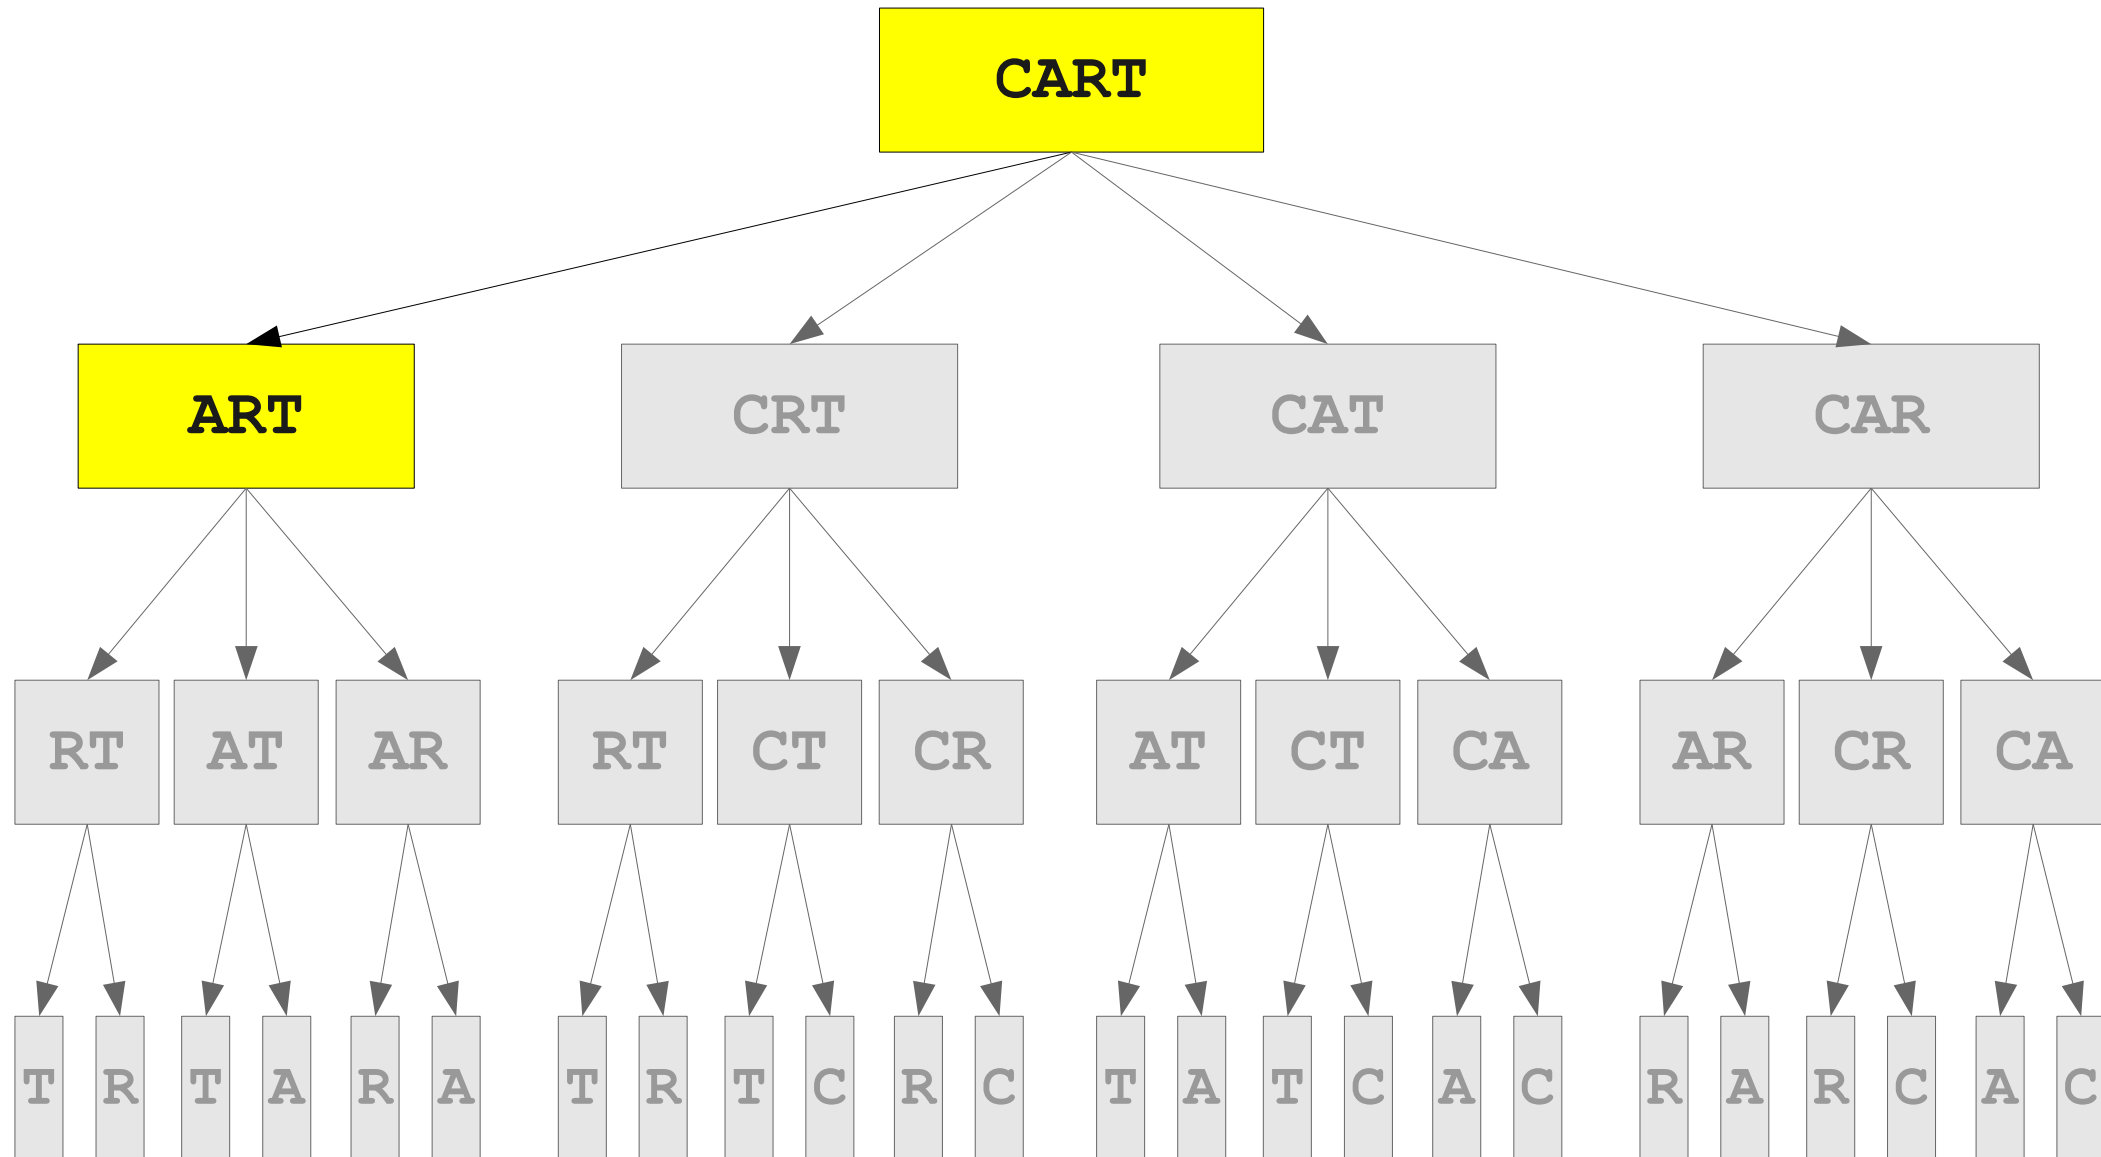 CART
ART CRT CAT CAR
RT AT AR RT CT CR AT CT CA AR CR CA
T R T A R A T R T C R C T A T C A C R A R C A C